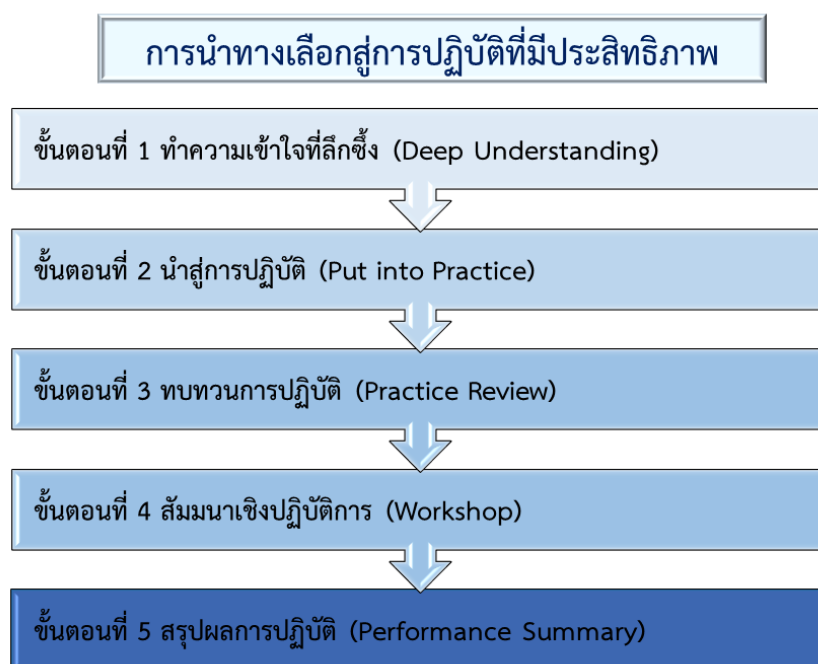 การนำทางเลือกสู่การปฏิบัติที่มีประสิทธิภาพ
ขั้นตอนที่ 1 ทำความเข้าใจที่ลึกซึ้ง (Deep Understanding)
ขั้นตอนที่ 2 นำสู่การปฏิบัติ (Put into Practice)
ขั้นตอนที่ 3 ทบทวนการปฏิบัติ (Practice Review)
ขั้นตอนที่ 4 สัมมนาเชิงปฏิบัติการ (Workshop)
ขั้นตอนที่ 5 สรุปผลการปฏิบัติ (Performance Summary)